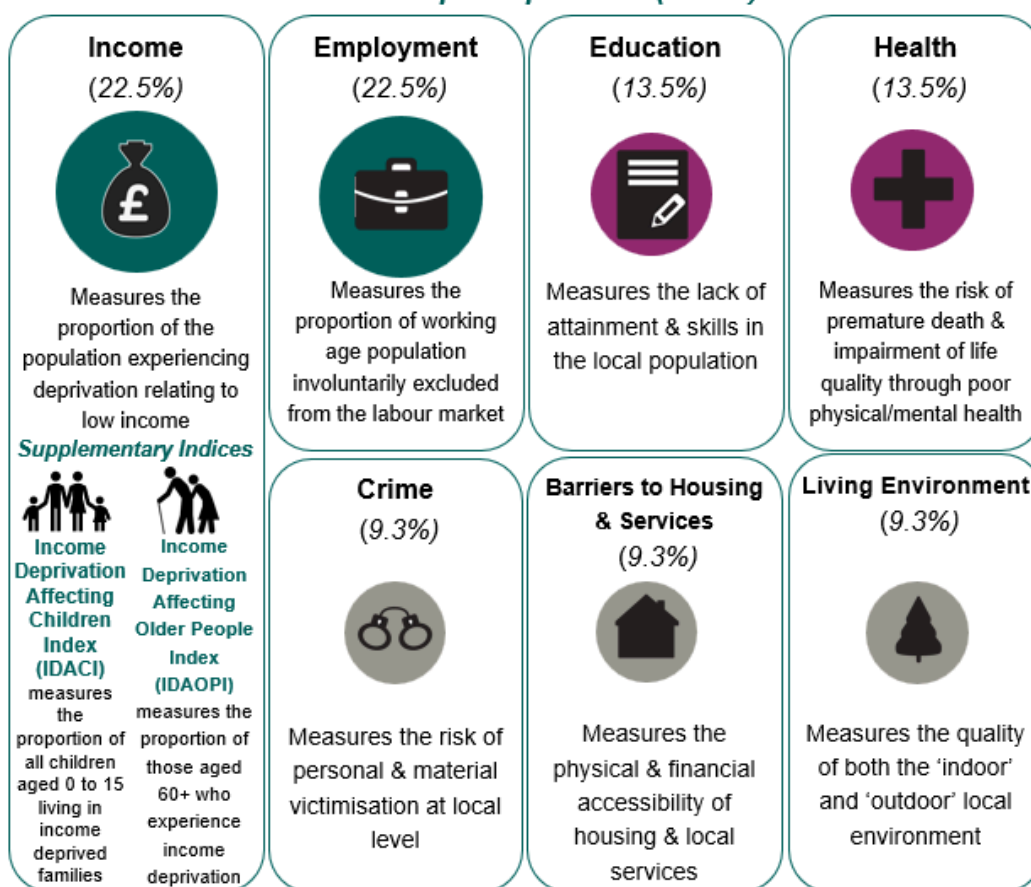 Income
(22.5%)
£
Measures the
proportion of the
population experiencing
deprivation relating to
low income
Supplementary Indices
Income
Deprivation
Affecting
Children
Index
(IDACI)
measures
the
proportion of
all children
aged 0 to 15
living in
income
deprived
families
Income
Deprivation
Affecting
Older People
Index
(IDAOPI)
measures the
proportion of
those aged
60+ who
experience
income
deprivation
Employment
(22.5%)
Measures the
proportion of working
age population
involuntarily excluded
from the labour market
Education
(13.5%)
Measures the lack of
attainment & skills in
the local population
Health
(13.5%)
Measures the risk of
premature death &
impairment of life
quality through poor
physical/mental health
Crime
(9.3%)
Measures the risk of
personal & material
victimisation at local
level
Barriers to Housing
& Services
(9.3%)
Measures the
physical & financial
accessibility of
housing & local
services
Living Environment
(9.3%)
Measures the quality
of both the ‘indoor’
and ‘outdoor’ local
environment